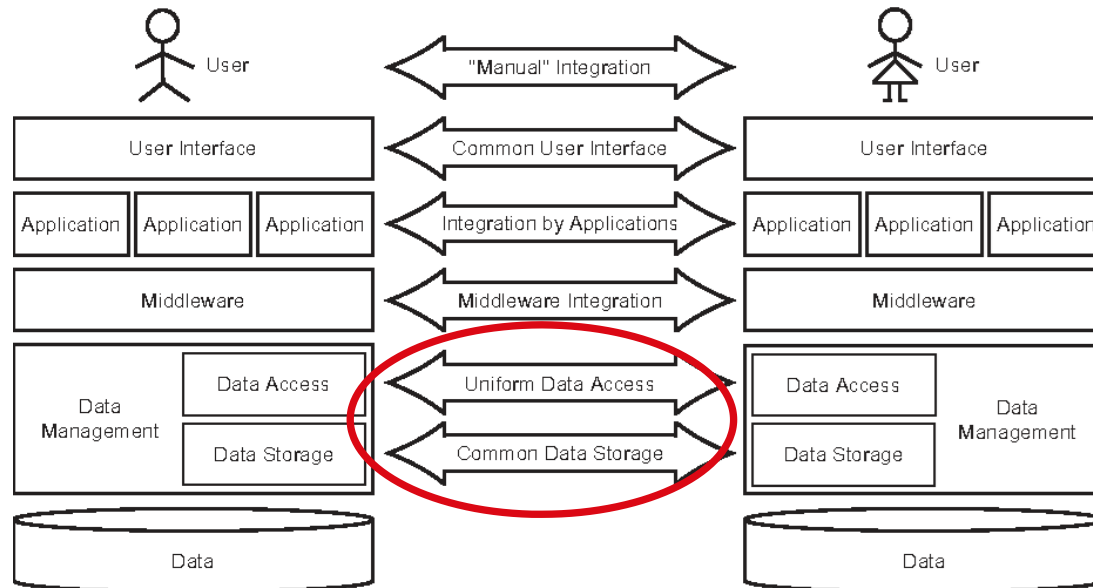 User "Manual" Integration User
User Interface Common User Interface User Interface
Application Application Application Integration by Applications Application Application Application
Middleware Middleware Integration Middleware
Data Access Uniform Data Access Data Access
Data Management Data Management
Data Storage Common Data Storage Data Storage
Data Data